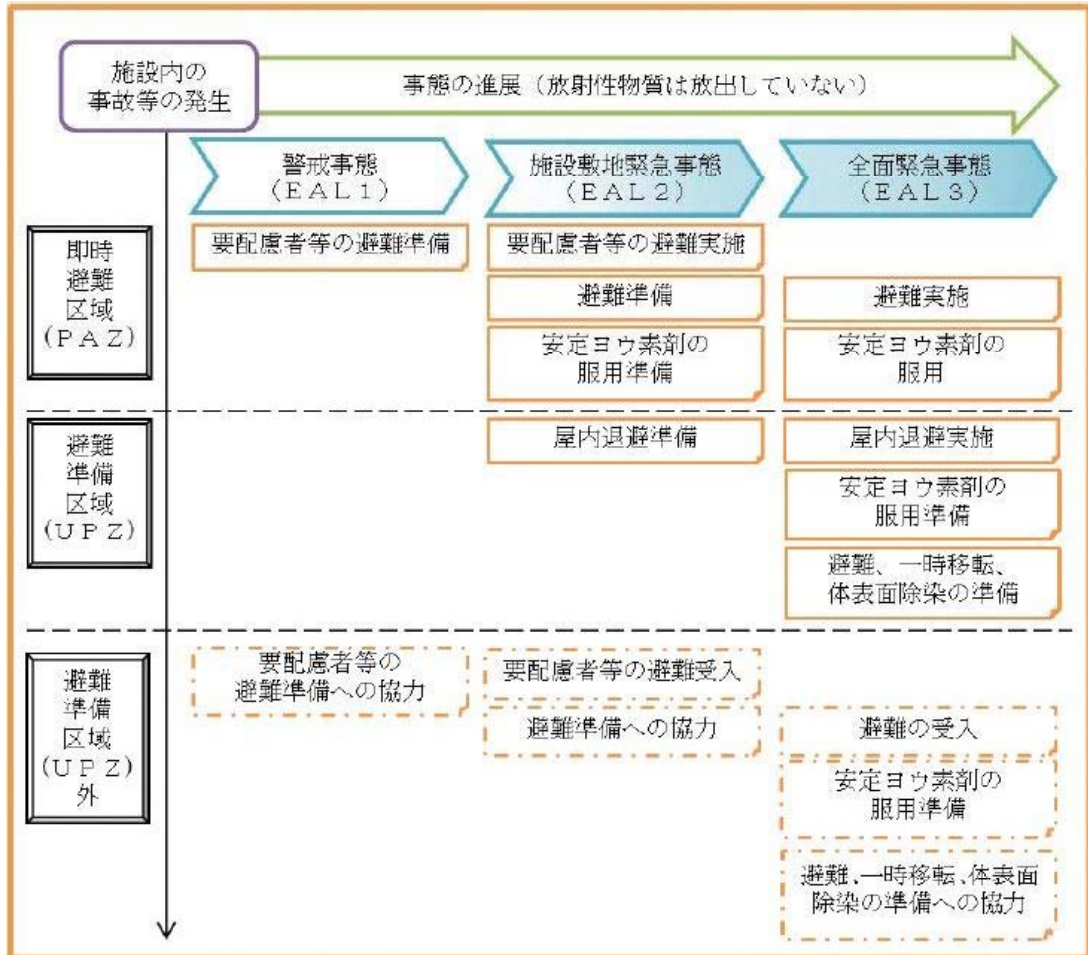 施設内の
事故等の発生
事態の進展（放射性物質は放出していない）
警戒事態
（ＥＡＬ１）
施設敷地緊急事態
（ＥＡＬ２）
全面緊急事態
（ＥＡＬ３）
即時
避難
区域
（ＰＡＺ）
要配慮者等の避難準備
要配慮者等の避難実施
避難準備
避難実施
安定ヨウ素剤の
服用準備
安定ヨウ素剤の
服用
避難
準備
区域
（ＵＰＺ）
屋内退避準備
屋内退避実施
安定ヨウ素剤の
服用準備
避難、一時移転、
体表面除染の準備
避難
準備
区域
（ＵＰＺ）
外
要配慮者等の
避難準備への協力
要配慮者等の避難受入
避難準備への協力
避難の受入
安定ヨウ素剤の
服用準備
避難、一時移転、体表面
除染の準備への協力